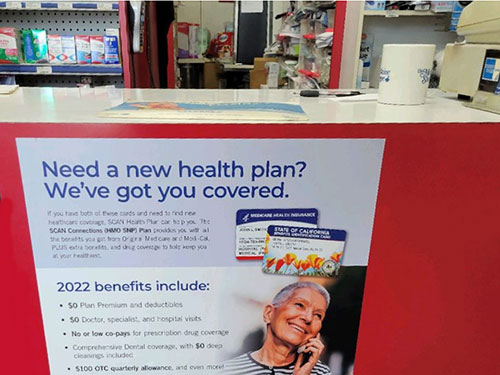 Need a new health plan?
We've got you covered.
If you have both of these cards and need to find new
healthcare coverage, SCAN Health Plan can help you. The
SCAN Connections (HMO SNP) Plan provides you with all
the benefits you get from Original Medicare and Medi-Cal,
PLUS extra benefits, and drug coverage to help keep you
at your healthiest.
MEDICARE HEALTH INSURANCE
STATE OF CALIFORNIA
BENEFITS IDENTIFICATION CARD
2022 benefits include:
• $0 Plan Premium and deductibles
• $0 Doctor, specialist, and hospital visits
• No or low co-pays for prescription drug coverage
• Comprehensive Dental coverage, with $0 deep
cleanings included
• $100 OTC quarterly allowance, and even more!